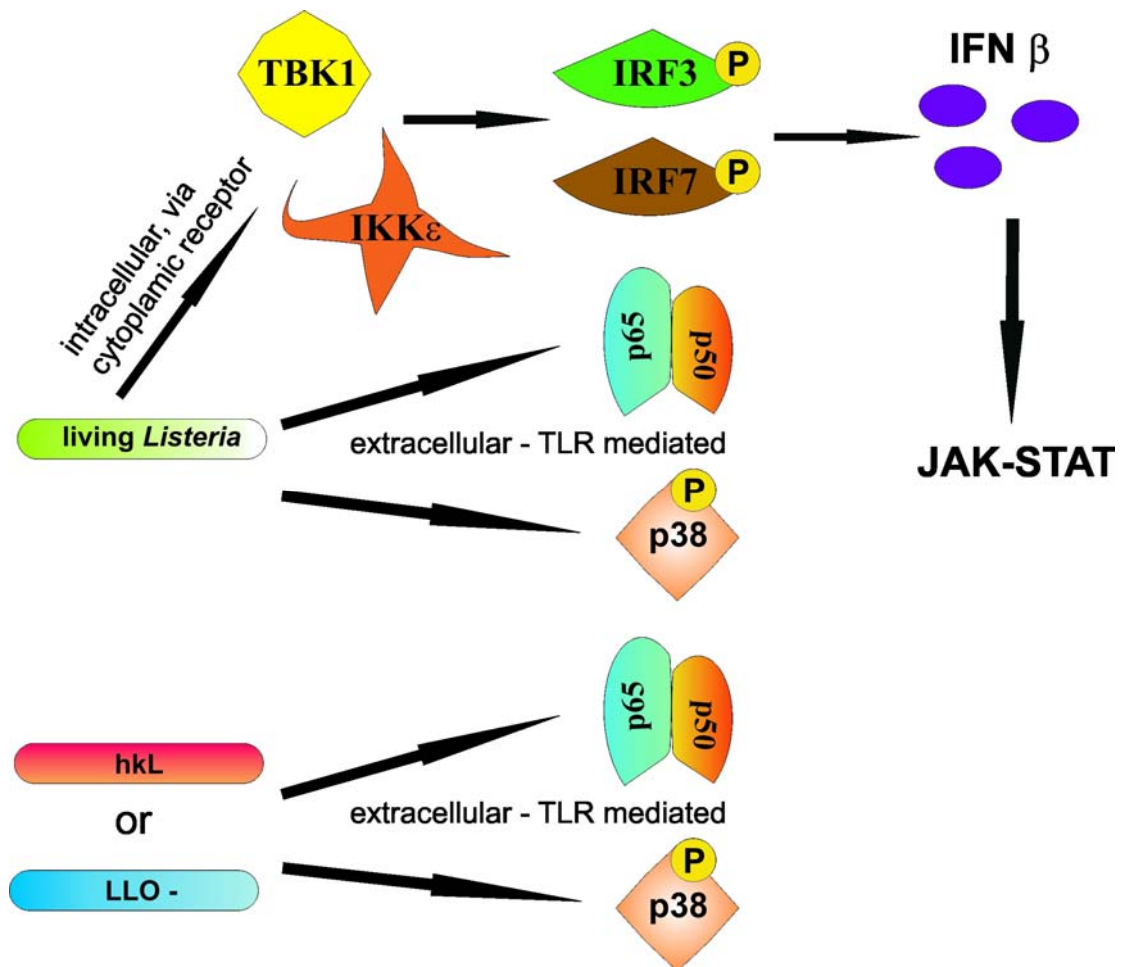 TBK1
IKKε
IRF3
P
IRF7
P
IFN β
intracellular, via
cytoplamic receptor
living Listeria
p65
p50
extracellular - TLR mediated
P
p38
JAK-STAT
hkL
or
LLO -
p65
p50
extracellular - TLR mediated
P
p38